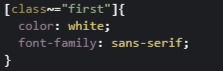 [class~="first"]{
  color: white;
  font-family: sans-serif;
}